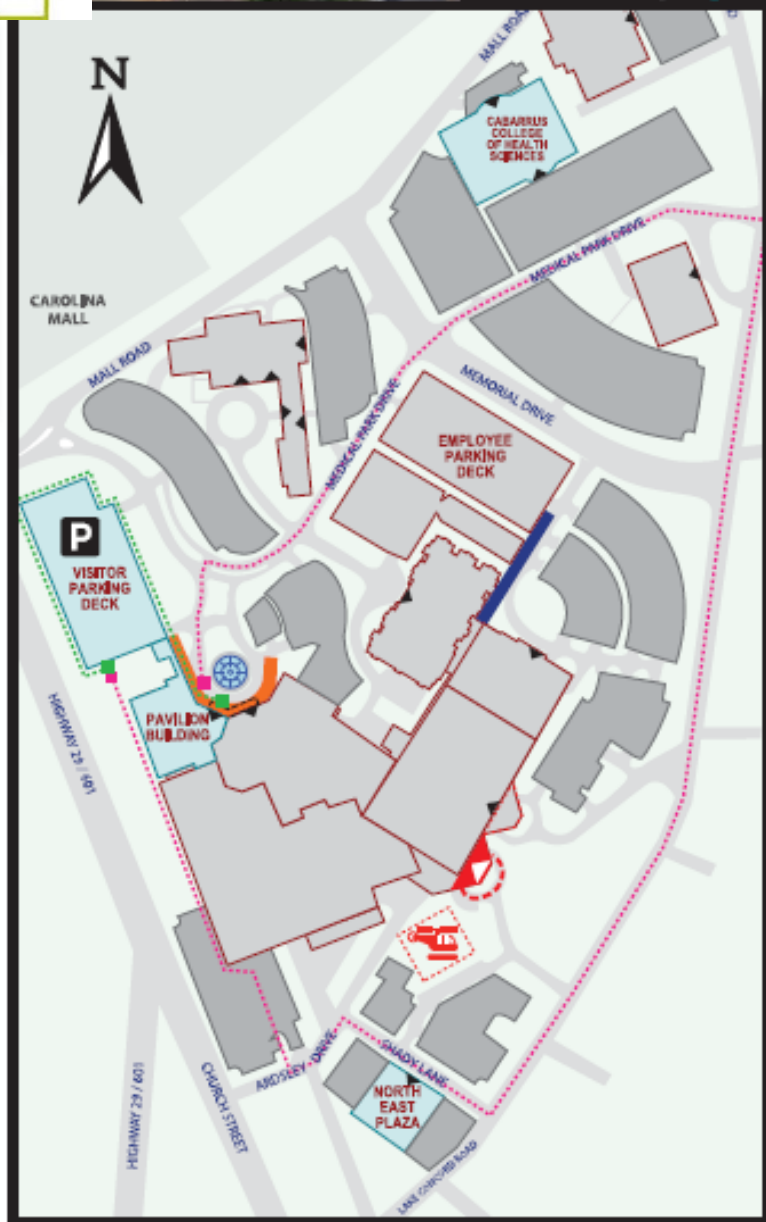 N
MALL ROAD
CABARRUS
COLLEGE
OF HEALTH
SCIENCES
MEDICAL PARK DRIVE
CAROLINA
MALL
MALL ROAD
MEMORIAL DRIVE
MEDICAL PARK DRIVE
EMPLOYEE
PARKING
DECK
P
VISITOR
PARKING
DECK
HIGHWAY 29 / 601
PAVILION
BUILDING
HIGHWAY 29 / 601
CHURCH STREET
ARDSLEY DRIVE
SHADY LANE
NORTH
EAST
PLAZA
LAKE CONCORD ROAD